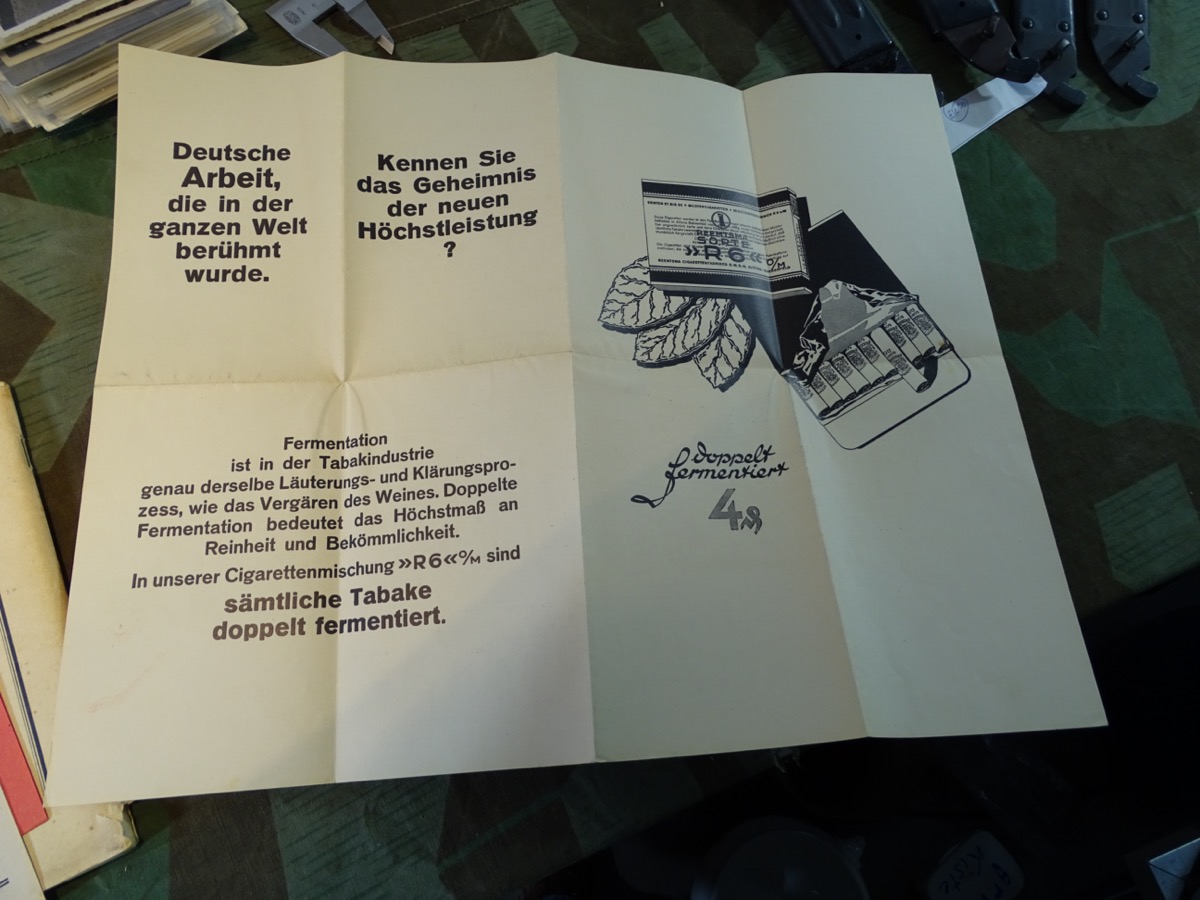 Deutsche
Arbeit,
die in der
ganzen Welt
berühmt
wurde.
Kennen Sie
das Geheimnis
der neuen
Höchstleistung
?
Fermentation
ist in der Tabakindustrie
genau derselbe Läuterungs- und Klärungspro-
zess, wie das Vergären des Weines. Doppelte
Fermentation bedeutet das Höchstmaß an
Reinheit und Bekömmlichkeit.
In unserer Cigarettenmischung »R6« o/M sind
sämtliche Tabake
doppelt fermentiert.
SORTE
»R6« o/M
doppelt
fermentiert
4 ₰